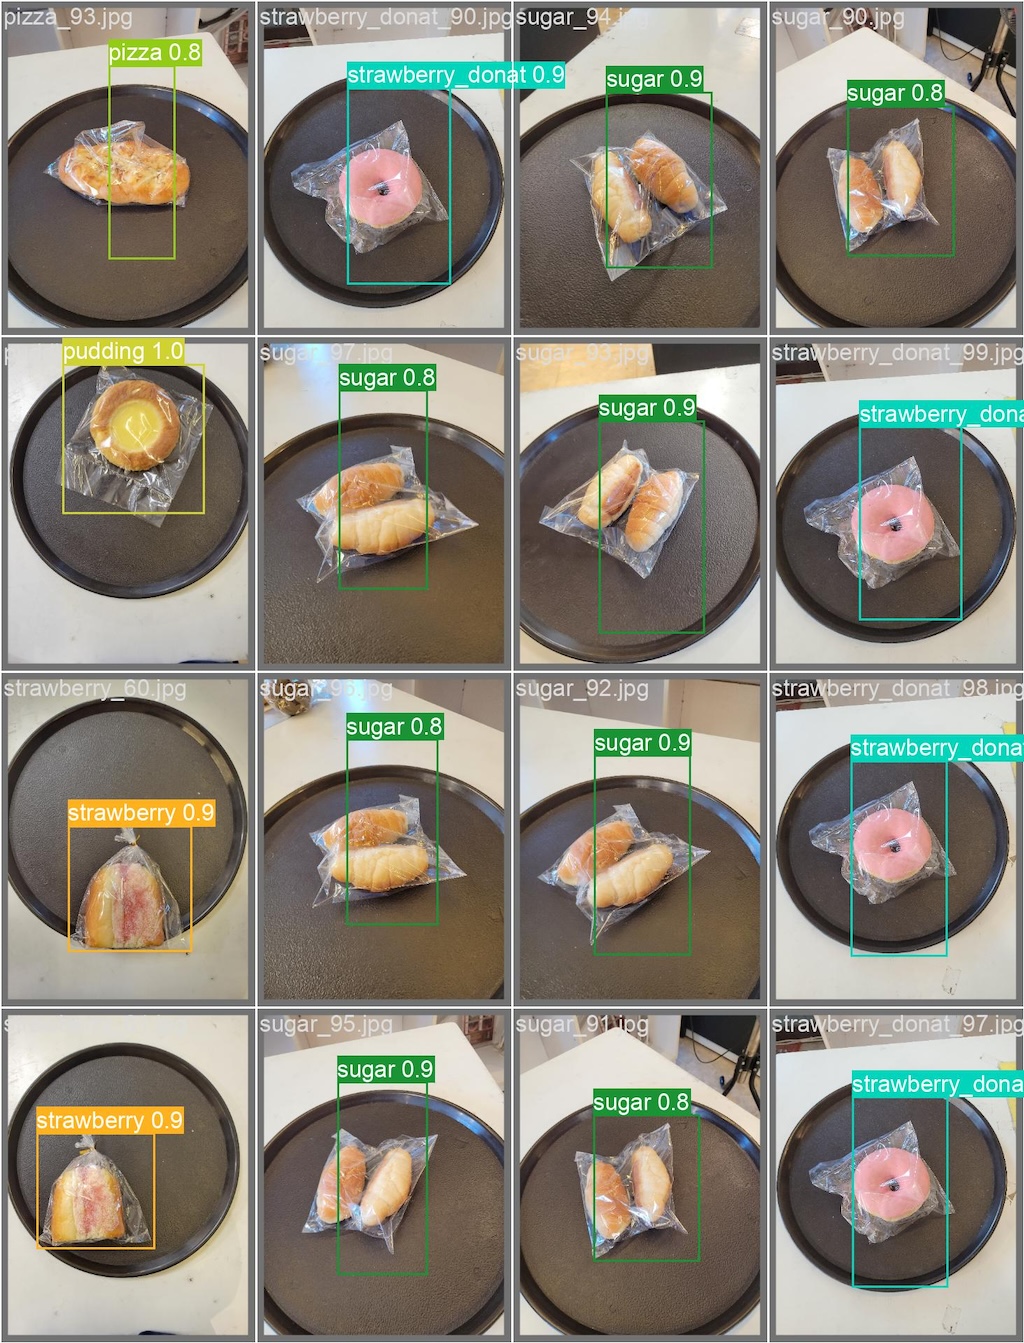 pizza_93.jpg
pizza 0.8
strawberry_donat_90.jpg
strawberry_donat 0.9
sugar_94.jpg
sugar 0.9
sugar_90.jpg
sugar 0.8
pudding 1.0
sugar_97.jpg
sugar 0.8
sugar_93.jpg
sugar 0.9
strawberry_donat_99.jpg
strawberry_dona
strawberry_60.jpg
strawberry 0.9
sugar_96.jpg
sugar 0.8
sugar_92.jpg
sugar 0.9
strawberry_donat_98.jpg
strawberry_dona
strawberry 0.9
sugar_95.jpg
sugar 0.9
sugar_91.jpg
sugar 0.8
strawberry_donat_97.jpg
strawberry_dona